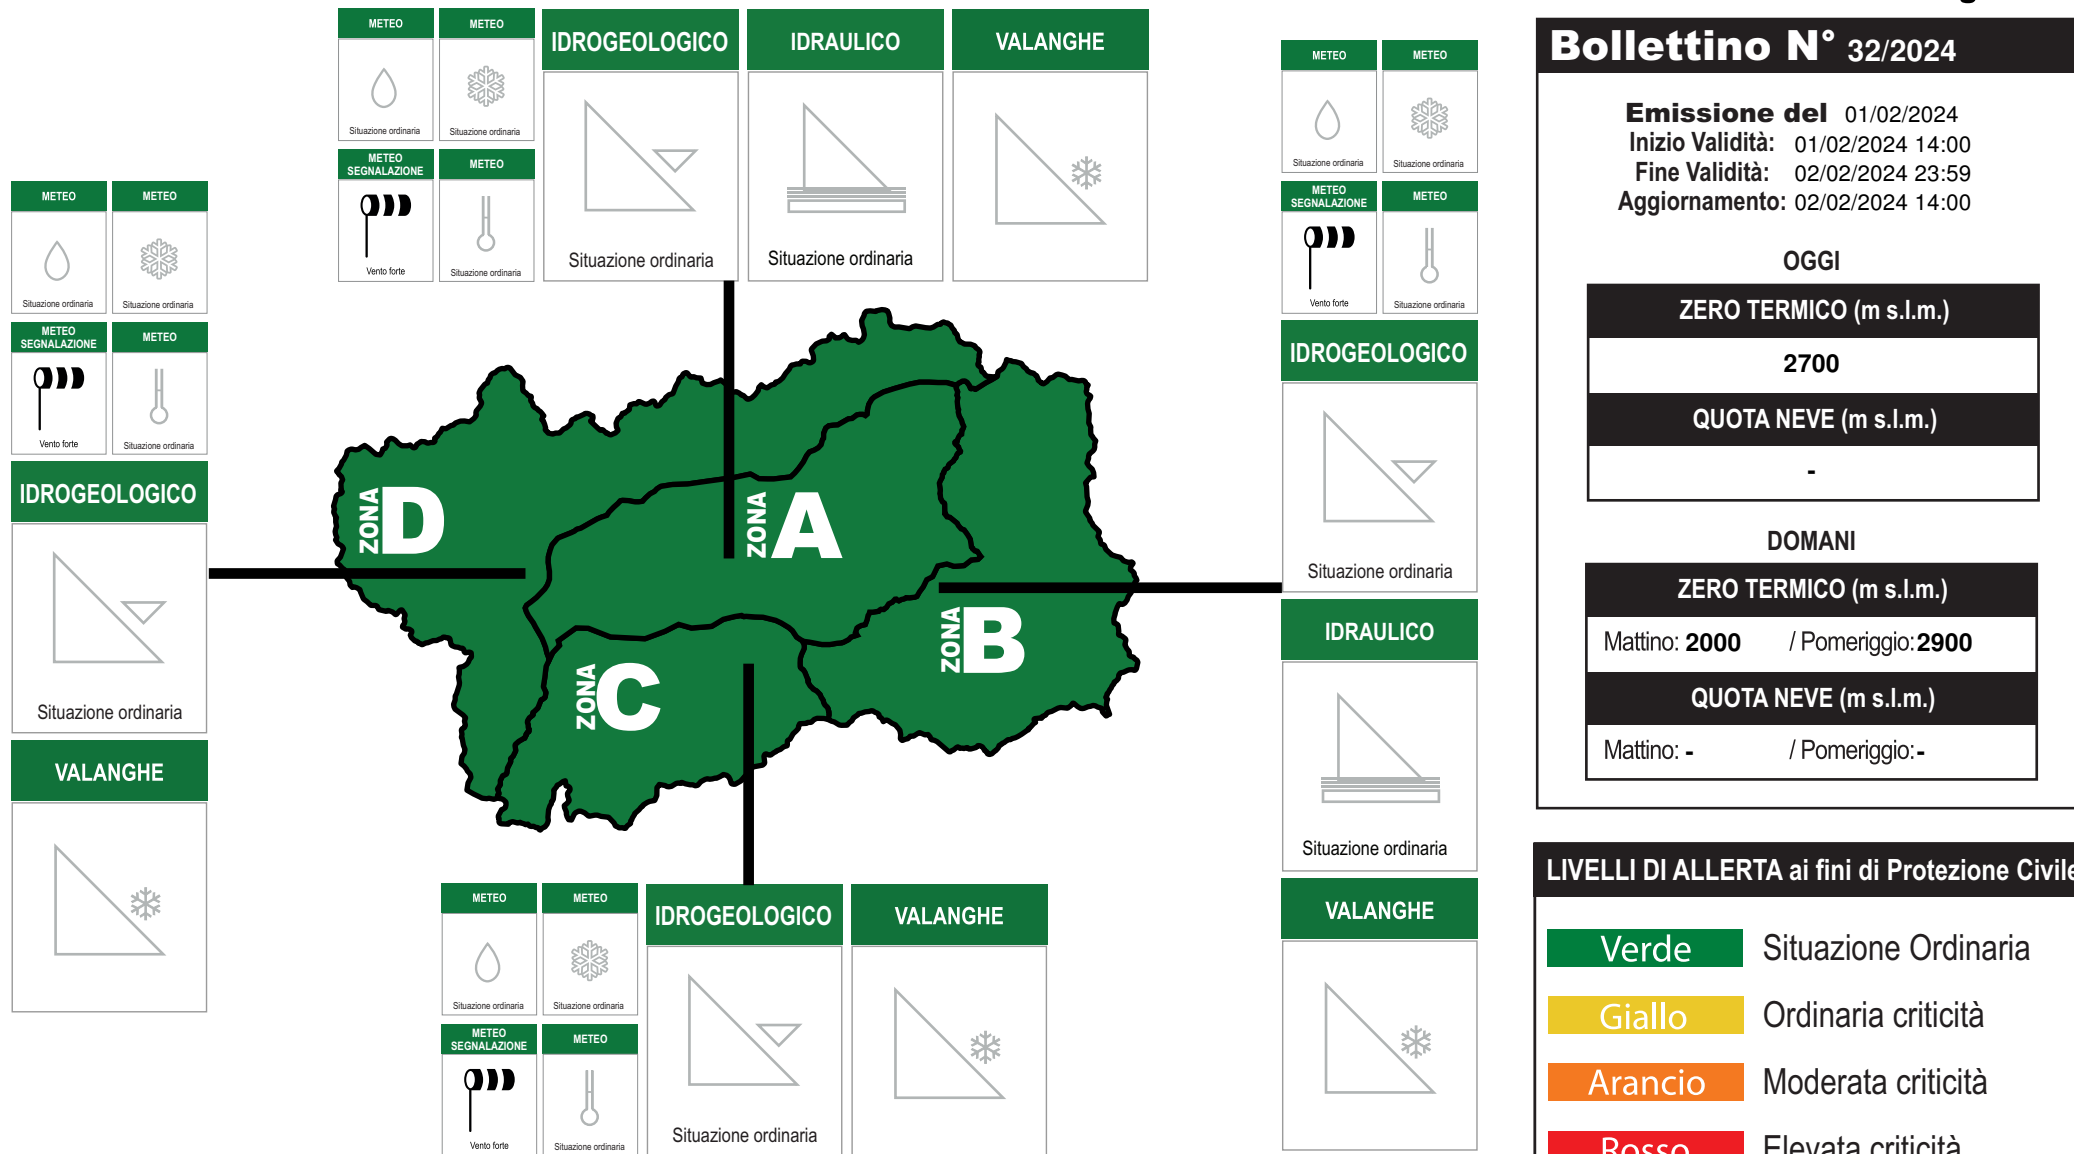 METEO METEO
Situazione ordinaria Situazione ordinaria
METEO SEGNALAZIONE METEO
Vento forte Situazione ordinaria
IDROGEOLOGICO
Situazione ordinaria
IDRAULICO
Situazione ordinaria
VALANGHE
METEO METEO
Situazione ordinaria Situazione ordinaria
METEO SEGNALAZIONE METEO
Vento forte Situazione ordinaria
IDROGEOLOGICO
Situazione ordinaria
VALANGHE
ZONA D
ZONA A
ZONA B
ZONA C
METEO METEO
Situazione ordinaria Situazione ordinaria
METEO SEGNALAZIONE METEO
Vento forte Situazione ordinaria
IDROGEOLOGICO
Situazione ordinaria
VALANGHE
METEO METEO
Situazione ordinaria Situazione ordinaria
METEO SEGNALAZIONE METEO
Vento forte Situazione ordinaria
IDROGEOLOGICO
Situazione ordinaria
IDRAULICO
Situazione ordinaria
VALANGHE
Bollettino N° 32/2024
Emissione del 01/02/2024
Inizio Validità: 01/02/2024 14:00
Fine Validità: 02/02/2024 23:59
Aggiornamento: 02/02/2024 14:00
OGGI
ZERO TERMICO (m s.l.m.)
2700
QUOTA NEVE (m s.l.m.)
-
DOMANI
ZERO TERMICO (m s.l.m.)
Mattino: 2000 / Pomeriggio: 2900
QUOTA NEVE (m s.l.m.)
Mattino: - / Pomeriggio: -
LIVELLI DI ALLERTA ai fini di Protezione Civile
Verde Situazione Ordinaria
Giallo Ordinaria criticità
Arancio Moderata criticità
Rosso Elevata criticità